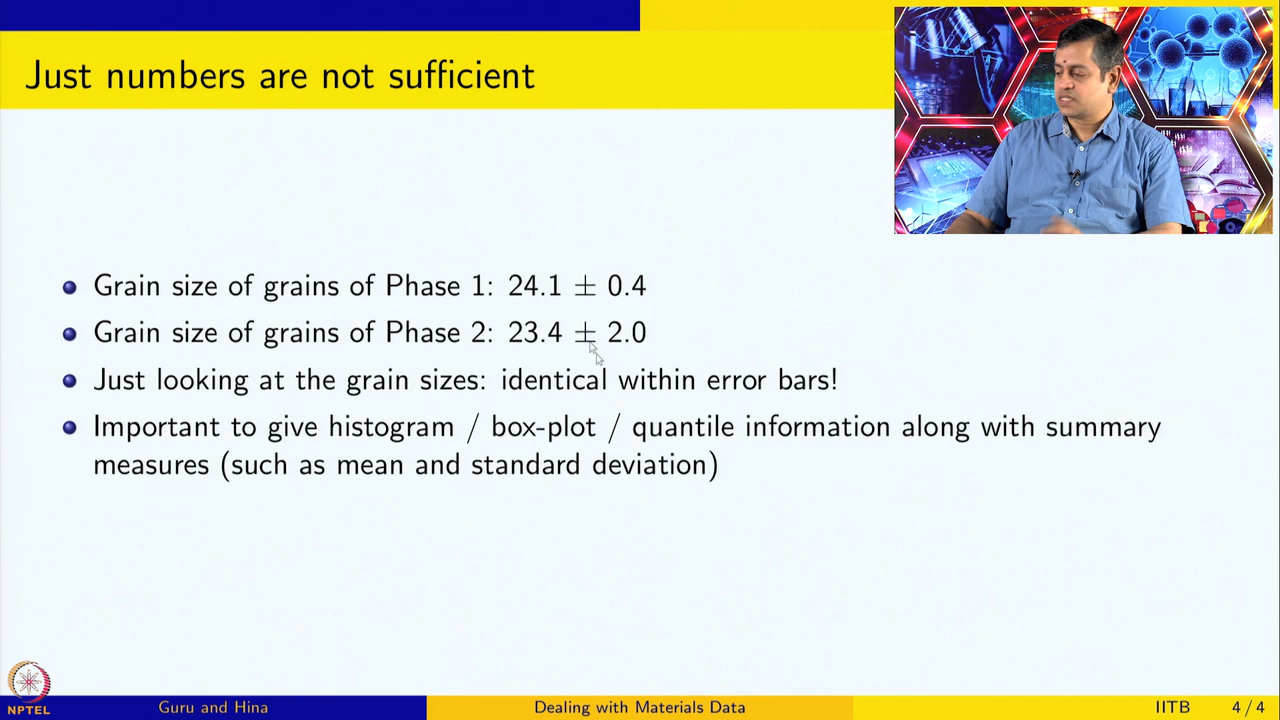 Just numbers are not sufficient
Grain size of grains of Phase 1: 24.1 ± 0.4
Grain size of grains of Phase 2: 23.4 ± 2.0
Just looking at the grain sizes: identical within error bars!
Important to give histogram / box-plot / quantile information along with summary
measures (such as mean and standard deviation)
NPTEL
Guru and Hina
Dealing with Materials Data
IITB
4 / 4